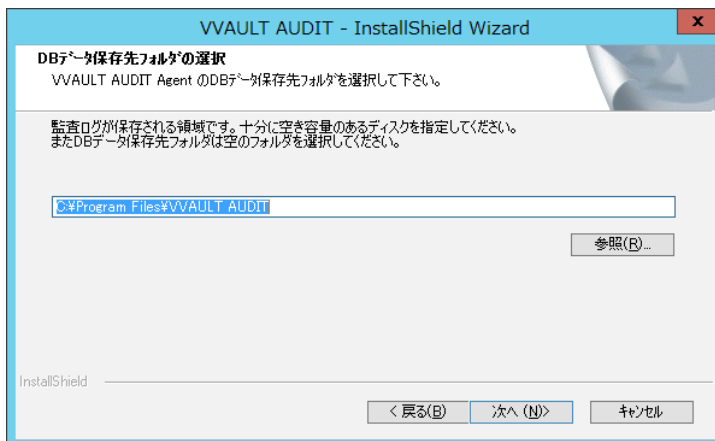 VVAULT AUDIT - InstallShield Wizard
x
DBﾃﾞｰﾀ保存先ﾌｫﾙﾀﾞの選択
VVAULT AUDIT Agent のDBﾃﾞｰﾀ保存先ﾌｫﾙﾀﾞを選択して下さい。
監査ログが保存される領域です。十分に空き容量のあるディスクを指定してください。
またDBデータ保存先フォルダは空のフォルダを選択してください。
C:¥Program Files¥VVAULT AUDIT
参照(R)...
InstallShield
< 戻る(B)
次へ (N)>
ｷｬﾝｾﾙ